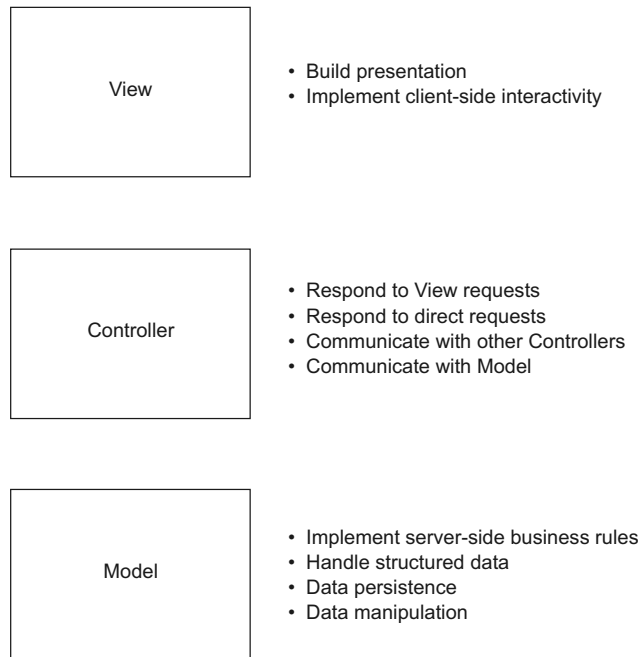 View
• Build presentation
• Implement client-side interactivity
Controller
• Respond to View requests
• Respond to direct requests
• Communicate with other Controllers
• Communicate with Model
Model
• Implement server-side business rules
• Handle structured data
• Data persistence
• Data manipulation